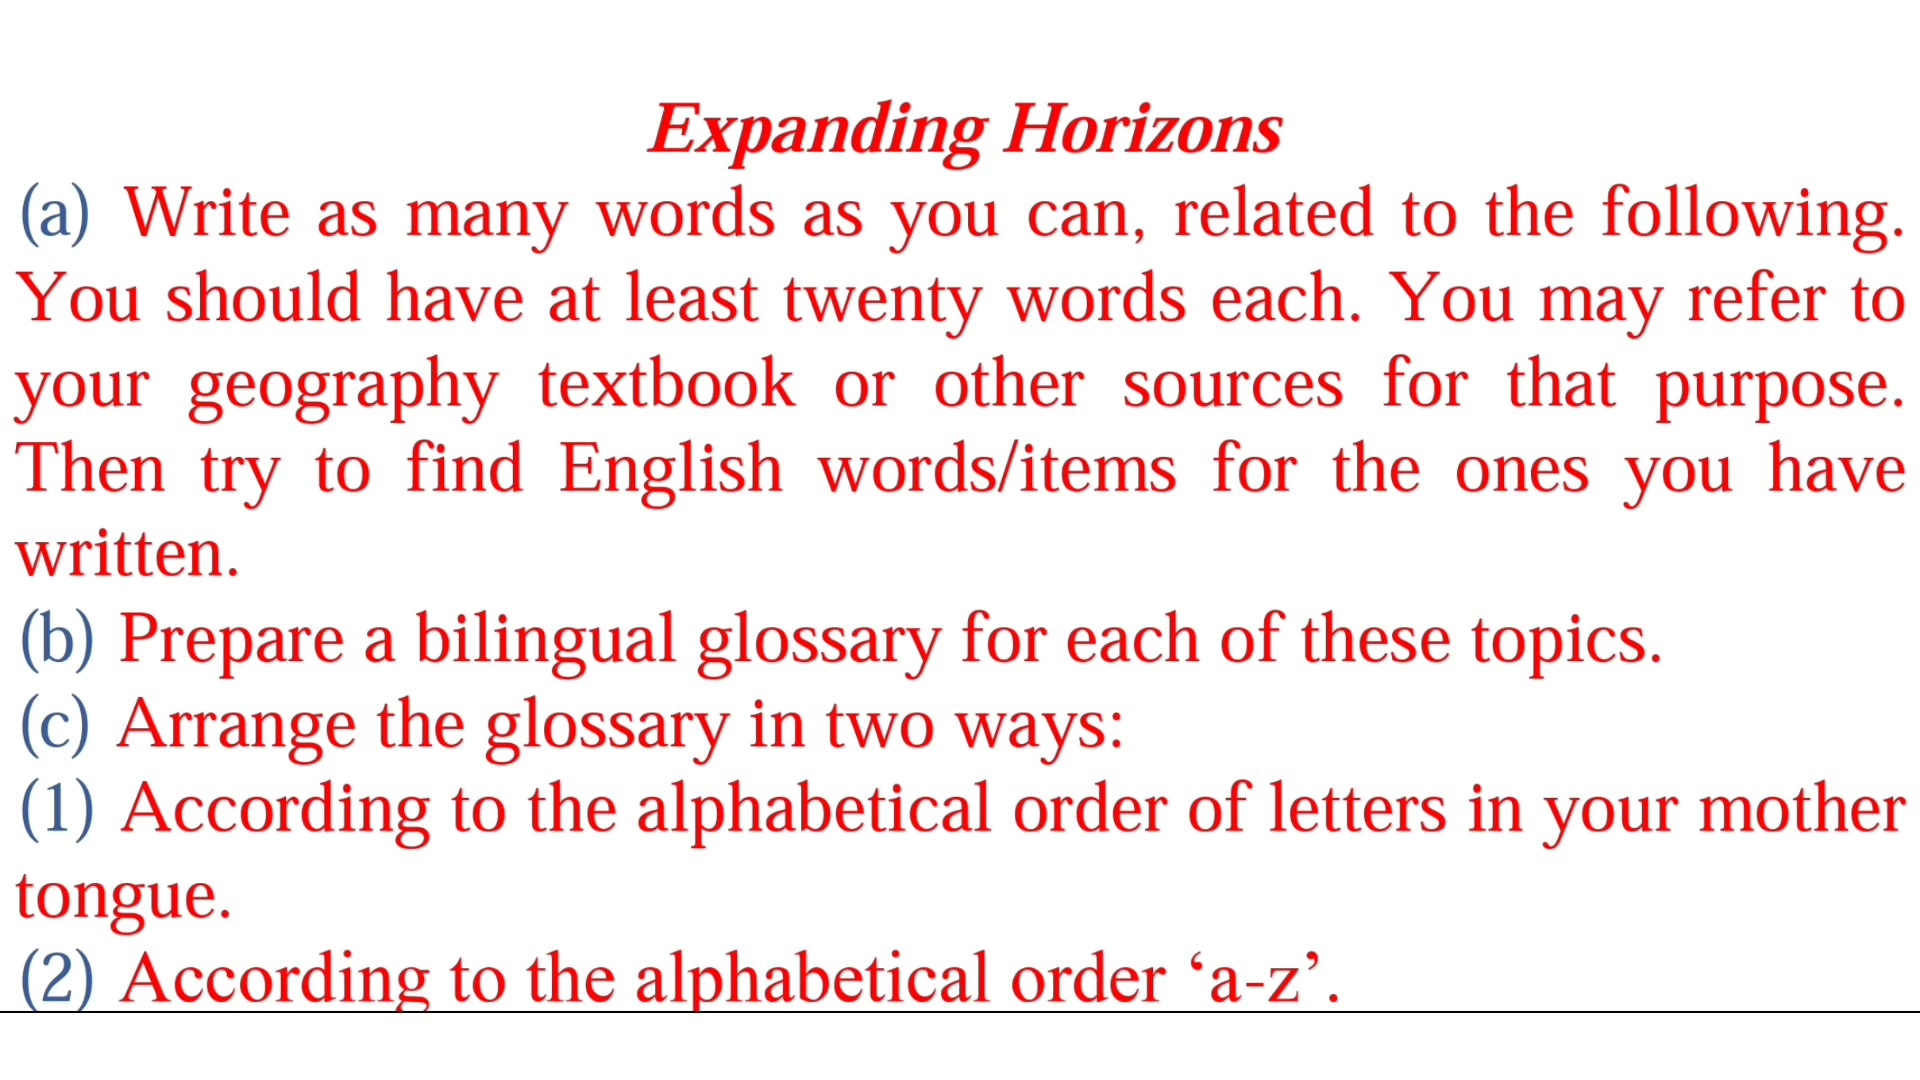 Expanding Horizons
(a) Write as many words as you can, related to the following.
You should have at least twenty words each. You may refer to
your geography textbook or other sources for that purpose.
Then try to find English words/items for the ones you have
written.
(b) Prepare a bilingual glossary for each of these topics.
(c) Arrange the glossary in two ways:
(1) According to the alphabetical order of letters in your mother
tongue.
(2) According to the alphabetical order ‘a-z’.